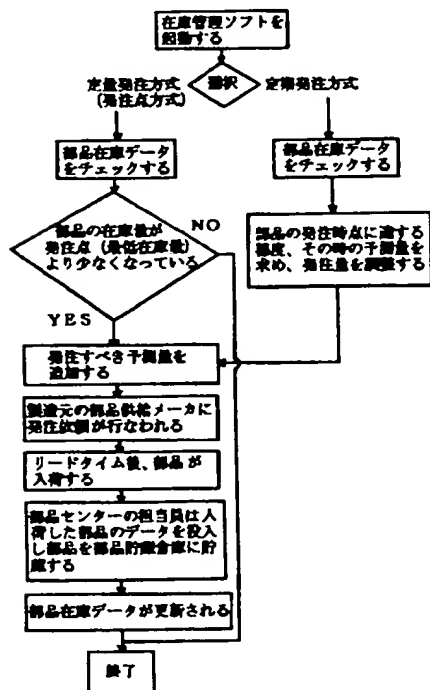 在庫管理ソフトを
起動する
選択
定量発注方式
(発注点方式)
定期発注方式
部品在庫データ
をチェックする
部品在庫データ
をチェックする
部品の在庫量が
発注点(最低在庫量)
より少なくなっている
NO
YES
部品の発注時点に達する
都度、その時の予測量を
求め、発注量を調整する
発注すべき予測量を
追加する
製造元の部品供給メーカに
発注依頼が行なわれる
リードタイム後、部品が
入荷する
部品センターの担当員は入
荷した部品のデータを投入
し部品を部品貯蔵倉庫に貯
蔵する
部品在庫データが更新される
終了